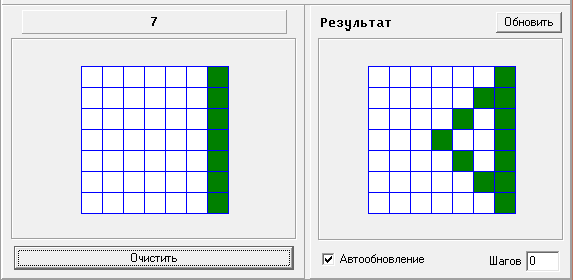 7
Результат
Обновить
Очистить
Автообновление
Шагов 0